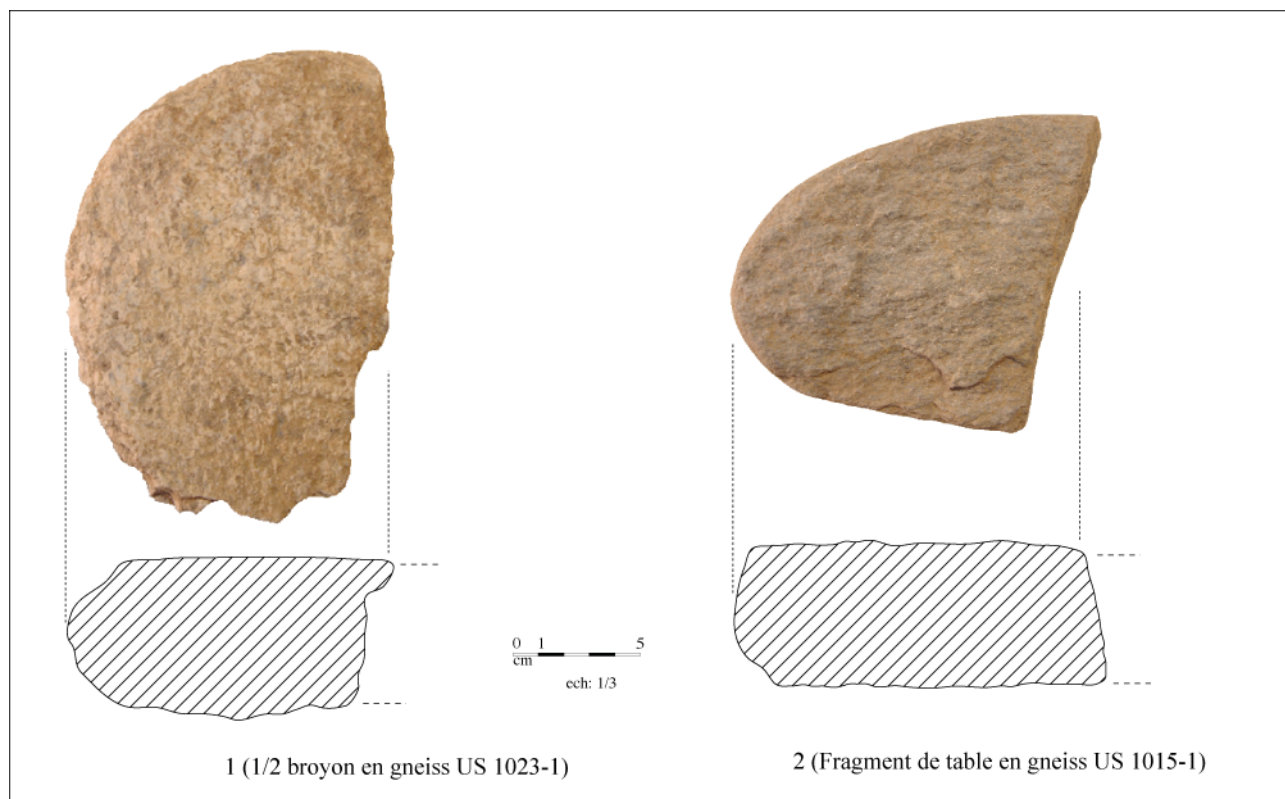 0 1 5
cm
ech: 1/3
1 (1/2 broyon en gneiss US 1023-1)
2 (Fragment de table en gneiss US 1015-1)